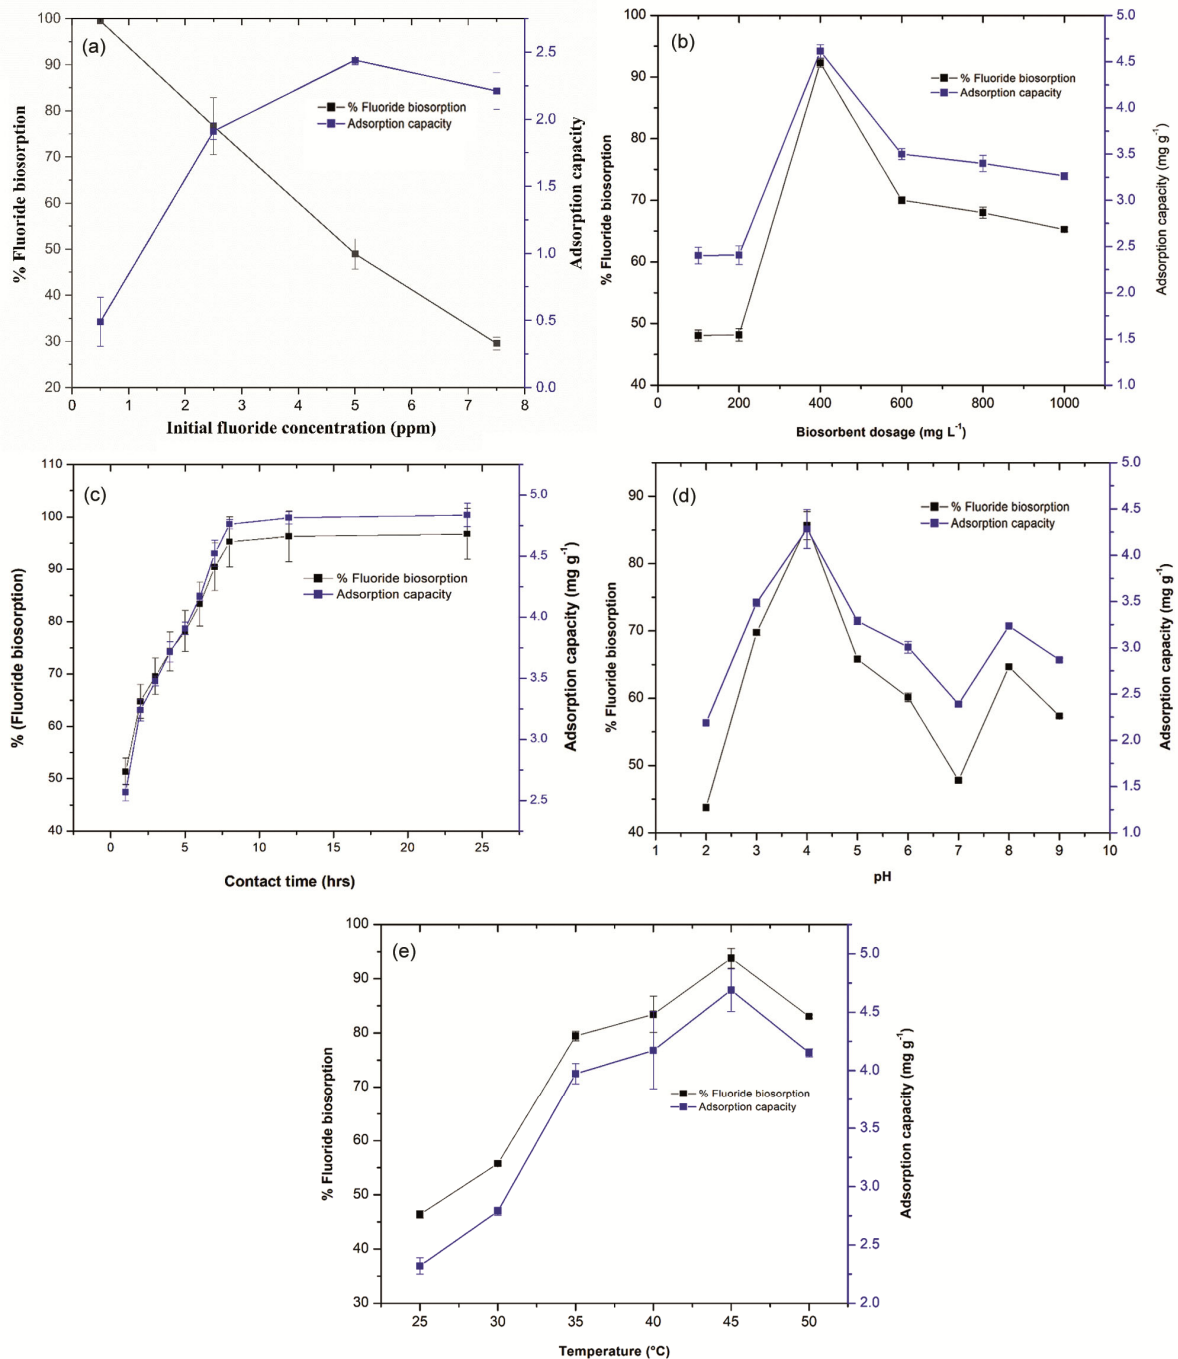 (a)
% Fluoride biosorption
Adsorption capacity
% Fluoride biosorption
100
90
80
70
60
50
40
30
20
Adsorption capacity
2.5
2.0
1.5
1.0
0.5
0.0
0 1 2 3 4 5 6 7 8
Initial fluoride concentration (ppm)
(b)
% Fluoride biosorption
Adsorption capacity
% Fluoride biosorption
100
90
80
70
60
50
40
Adsorption capacity (mg g-1)
5.0
4.5
4.0
3.5
3.0
2.5
2.0
1.5
1.0
0 200 400 600 800 1000
Biosorbent dosage (mg L-1)
(c)
% Fluoride biosorption
Adsorption capacity
% (Fluoride biosorption)
110
100
90
80
70
60
50
40
Adsorption capacity (mg g-1)
5.0
4.5
4.0
3.5
3.0
2.5
0 5 10 15 20 25
Contact time (hrs)
(d)
% Fluoride biosorption
Adsorption capacity
% Fluoride biosorption
90
80
70
60
50
40
Adsorption capacity (mg g-1)
5.0
4.5
4.0
3.5
3.0
2.5
2.0
1.5
1.0
1 2 3 4 5 6 7 8 9 10
pH
(e)
% Fluoride biosorption
Adsorption capacity
% Fluoride biosorption
100
90
80
70
60
50
40
30
Adsorption capacity (mg g-1)
5.0
4.5
4.0
3.5
3.0
2.5
2.0
25 30 35 40 45 50
Temperature (°C)